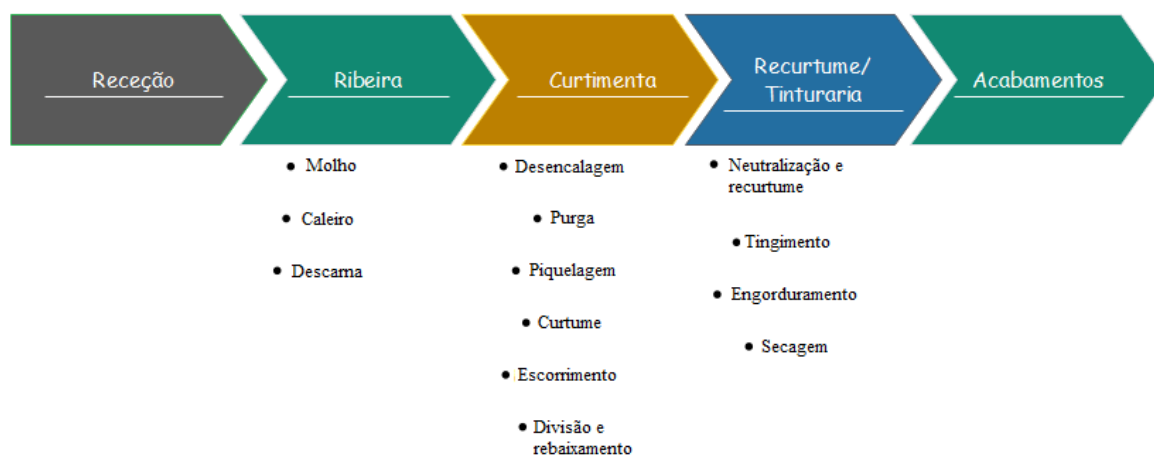 Receção
Ribeira
Curtimenta
Recurtume/
Tinturaria
Acabamentos
• Molho
• Caleiro
• Descarna
• Desencalagem
• Purga
• Piquelagem
• Curtume
• Escorrimento
• Divisão e
rebaixamento
• Neutralização e
recurtume
• Tingimento
• Engorduramento
• Secagem